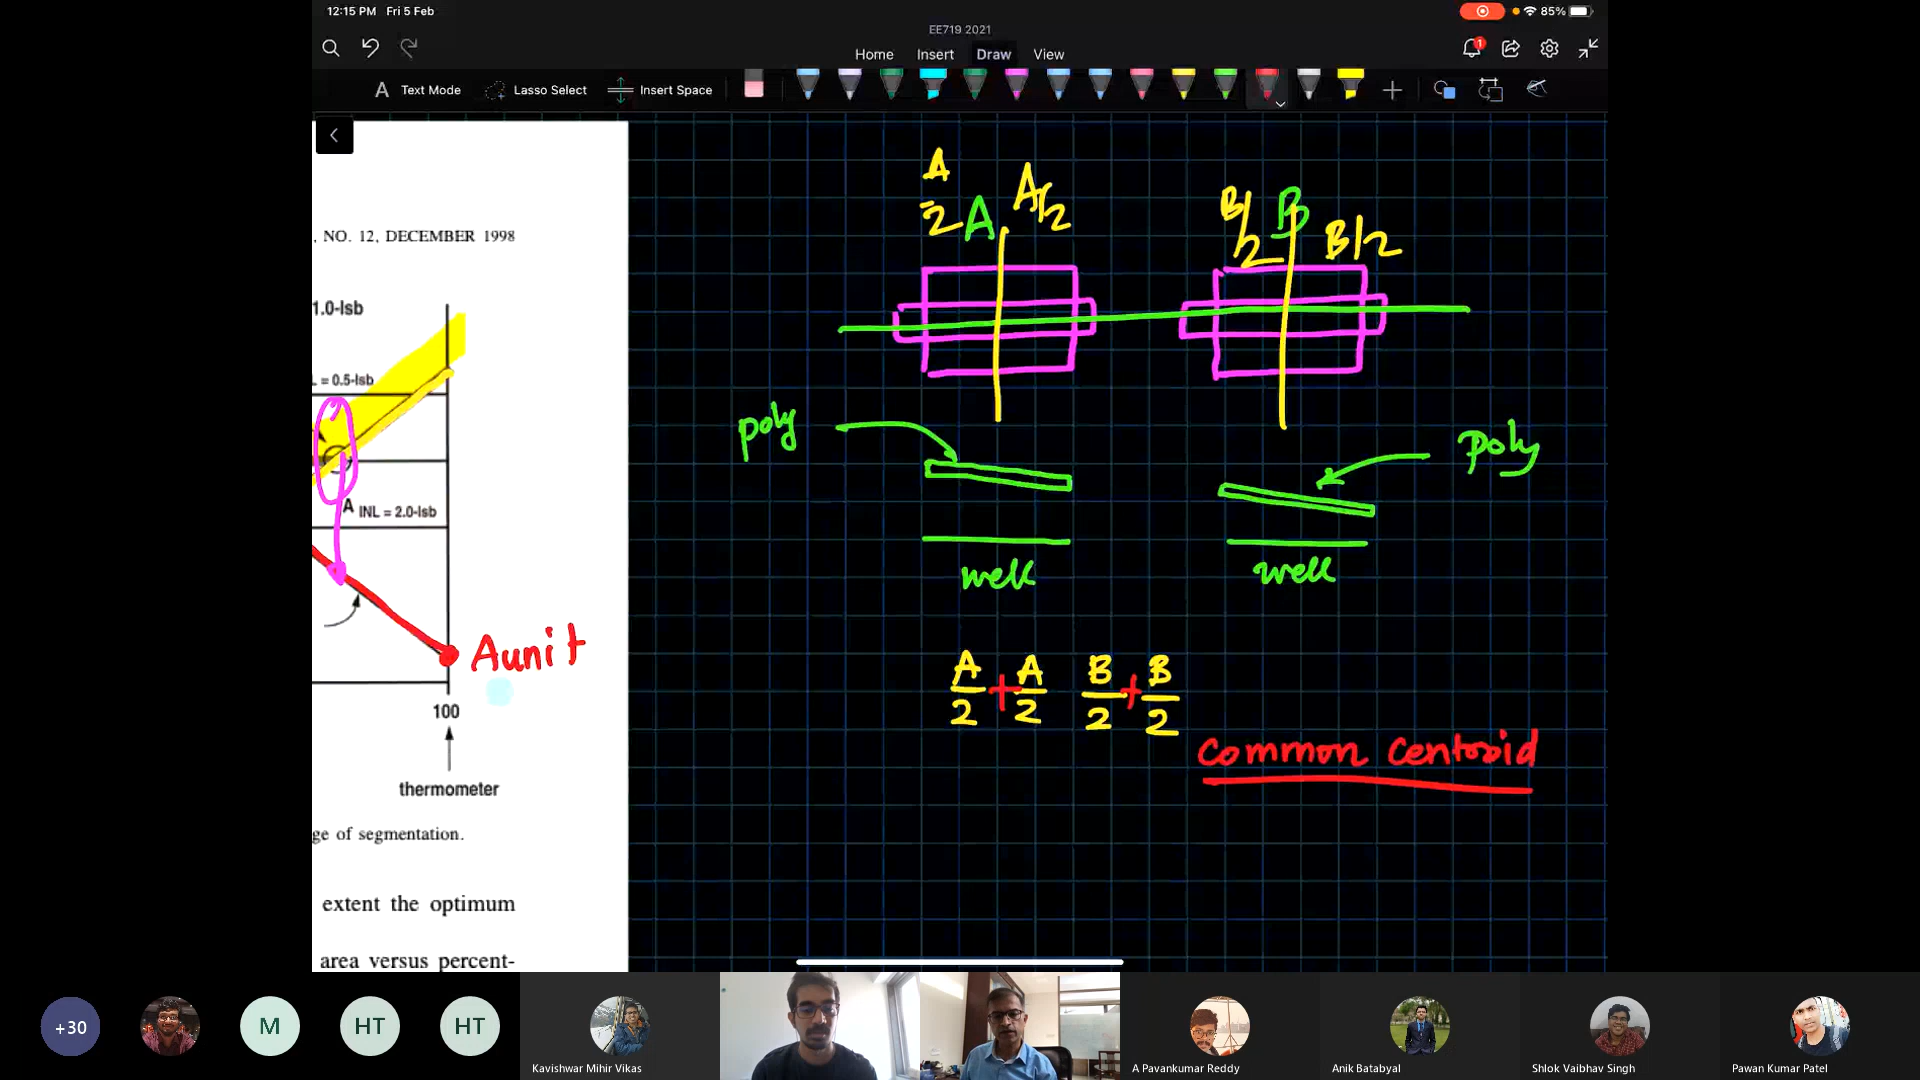 12:15 PM Fri 5 Feb
85%
EE719 2021
Home Insert Draw View
1
A Text Mode Lasso Select Insert Space
, NO. 12, DECEMBER 1998
1.0-lsb
L = 0.5-lsb
A INL = 2.0-lsb
Aunit
100
thermometer
ge of segmentation.
extent the optimum
area versus percent-
A/2 A A/2
B/2 B B/2
poly
poly
well
well
A/2 + A/2 B/2 + B/2
common centroid
+30
M
HT
HT
Kavishwar Mihir Vikas
A Pavankumar Reddy
Anik Batabyal
Shlok Vaibhav Singh
Pawan Kumar Patel